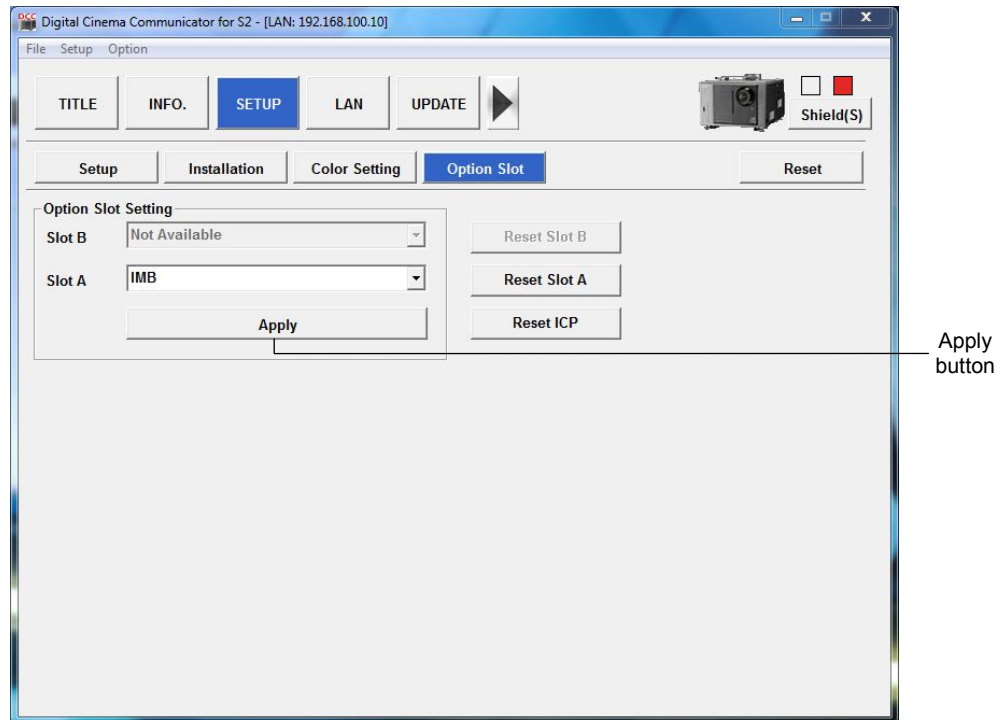 DCC Digital Cinema Communicator for S2 - [LAN: 192.168.100.10]
File Setup Option
TITLE INFO. SETUP LAN UPDATE
Shield(S)
Setup Installation Color Setting Option Slot Reset
Option Slot Setting
Slot B Not Available Reset Slot B
Slot A IMB Reset Slot A
Apply Reset ICP
Apply
button